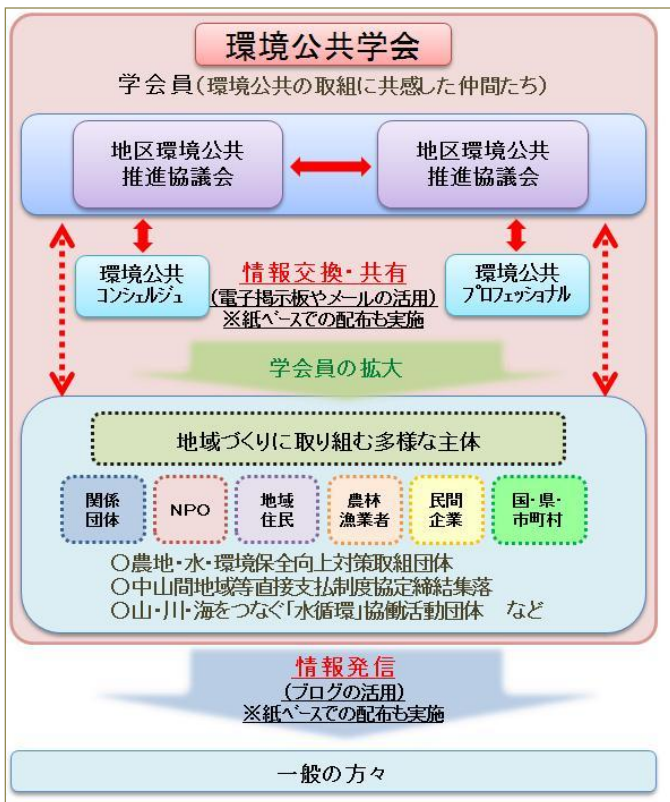 環境公共学会
学会員(環境公共の取組に共感した仲間たち)
地区環境公共
推進協議会
地区環境公共
推進協議会
環境公共
コンシェルジュ
情報交換・共有
(電子掲示板やメールの活用)
※紙ベースでの配布も実施
環境公共
プロフェッショナル
学会員の拡大
地域づくりに取り組む多様な主体
関係
団体
NPO
地域
住民
農林
漁業者
民間
企業
国・県・
市町村
○農地・水・環境保全向上対策取組団体
○中山間地域等直接支払制度協定締結集落
○山・川・海をつなぐ「水循環」協働活動団体 など
情報発信
(ブログの活用)
※紙ベースでの配布も実施
一般の方々